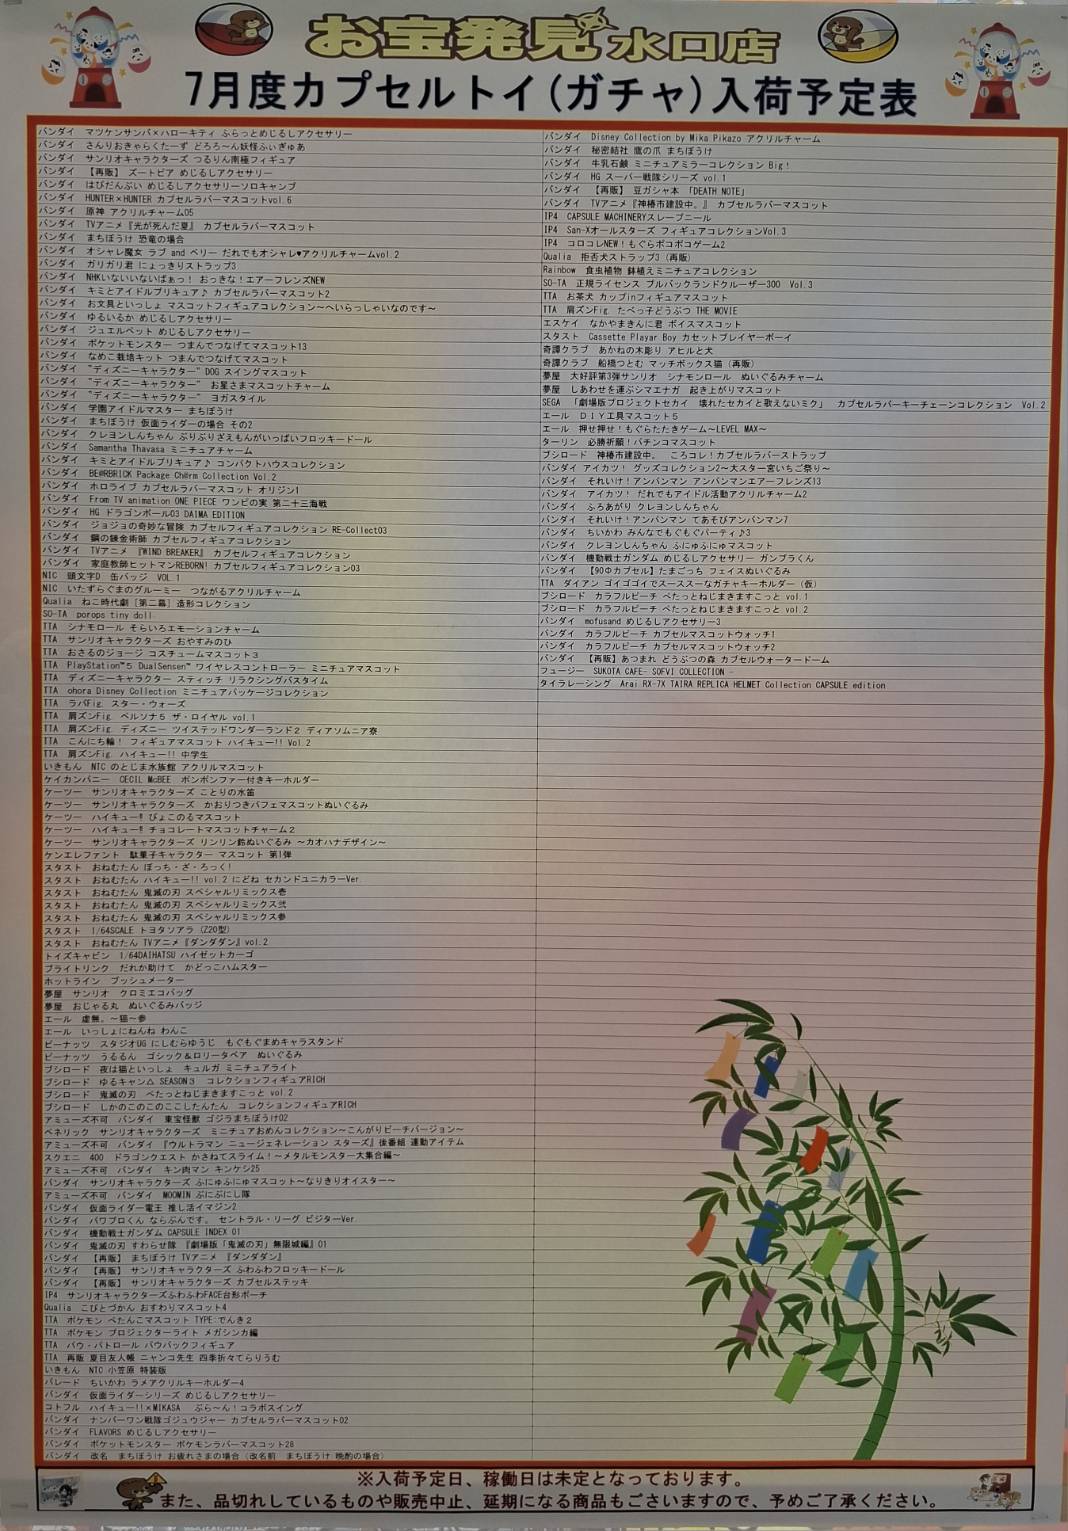 お宝発見 水口店
7月度カプセルトイ(ガチャ)入荷予定表
バンダイ マツケンサンバ×ハローキティ ぷらっとめじるしアクセサリー
バンダイ さんりおきゃらくたーず どろろ～ん妖怪ふぃぎゅあ
バンダイ サンリオキャラクターズ つるりん南極フィギュア
バンダイ 【再販】 ズートピア めじるしアクセサリー
バンダイ はぴだんぶい めじるしアクセサリーソロキャンプ
バンダイ HUNTER×HUNTER カプセルラバーマスコットvol.6
バンダイ 原神 アクリルチャーム05
バンダイ TVアニメ『光が死んだ夏』 カプセルラバーマスコット
バンダイ まちぼうけ 恐竜の場合
バンダイ オシャレ魔女 ラブ and ベリー だれでもオシャレ♥アクリルチャームvol.2
バンダイ ガリガリ君 にょっきりストラップ3
バンダイ NHKいないいないばぁっ! おっきな!エアーフレンズNEW
バンダイ キミとアイドルプリキュア♪ カプセルラバーマスコット2
バンダイ お文具といっしょ マスコットフィギュアコレクション～へいらっしゃいなのです～
バンダイ ゆるいるか めじるしアクセサリー
バンダイ ジュエルペット めじるしアクセサリー
バンダイ ポケットモンスター つまんでつなげてマスコット13
バンダイ なめこ栽培キット つまんでつなげてマスコット
バンダイ "ディズニーキャラクター" DOG スイングマスコット
バンダイ "ディズニーキャラクター" お星さまマスコットチャーム
バンダイ "ディズニーキャラクター" ヨガスタイル
バンダイ 学園アイドルマスター まちぼうけ
バンダイ まちぼうけ 仮面ライダーの場合 その2
バンダイ クレヨンしんちゃん ぶりぶりざえもんがいっぱいフロッキードール
バンダイ Samantha Thavasa ミニチュアチャーム
バンダイ キミとアイドルプリキュア♪ コンパクトハウスコレクション
バンダイ BE@RBRICK Package Ch@rm Collection Vol.2
バンダイ ホロライブ カプセルラバーマスコット オリジン1
バンダイ From TV animation ONE PIECE ワンピの実 第二十三海戦
バンダイ HG ドラゴンボール03 DAIMA EDITION
バンダイ ジョジョの奇妙な冒険 カプセルフィギュアコレクション RE-Collect03
バンダイ 鋼の錬金術師 カプセルフィギュアコレクション
バンダイ TVアニメ 『WIND BREAKER』 カプセルフィギュアコレクション
バンダイ 家庭教師ヒットマンREBORN! カプセルフィギュアコレクション03
NIC 頭文字D 缶バッジ VOL.1
NIC いたずらぐまのグルーミー つながるアクリルチャーム
Qualia ねこ時代劇 [第二幕] 造形コレクション
SO-TA porops tiny doll
TTA シナモロール そらいろエモーションチャーム
TTA サンリオキャラクターズ おやすみのひ
TTA おさるのジョージ コスチュームマスコット3
TTA PlayStation™5 DualSensen™ ワイヤレスコントローラー ミニチュアマスコット
TTA ディズニーキャラクター スティッチ リラクシングバスタイム
TTA ohora Disney Collection ミニチュアパッケージコレクション
TTA ラバFig. スター・ウォーズ
TTA 肩ズンFig. ペルソナ5 ザ・ロイヤル vol.1
TTA 肩ズンFig. ディズニー ツイステッドワンダーランド2 ディアソムニア寮
TTA こんにち輪! フィギュアマスコット ハイキュー!! Vol.2
TTA 肩ズンFig. ハイキュー!! 中学生
いきもん NTC のとじま水族館 アクリルマスコット
ケイカンパニー CECIL McBEE ボンボンファー付きキーホルダー
ケーツー サンリオキャラクターズ ことりの水笛
ケーツー サンリオキャラクターズ かおりつきパフェマスコットぬいぐるみ
ケーツー ハイキュー!! ぴょこのるマスコット
ケーツー ハイキュー!! チョコレートマスコットチャーム2
ケーツー サンリオキャラクターズ リンリン鈴ぬいぐるみ ～カオハナデザイン～
ケンエレファント 駄菓子キャラクター マスコット 第1弾
スタスト おねむたん ぼっち・ざ・ろっく!
スタスト おねむたん ハイキュー!! vol.2 にどね セカンドユニカラーVer.
スタスト おねむたん 鬼滅の刃 スペシャルリミックス壱
スタスト おねむたん 鬼滅の刃 スペシャルリミックス弐
スタスト おねむたん 鬼滅の刃 スペシャルリミックス参
スタスト 1/64SCALE トヨタソアラ (Z20型)
スタスト おねむたん TVアニメ『ダンダダン』vol.2
トイズキャビン 1/64DAIHATSU ハイゼットカーゴ
ブライトリンク だれか助けて かどっこハムスター
ホットライン プッシュメーター
夢屋 サンリオ クロミエコバッグ
夢屋 おじゃる丸 ぬいぐるみバッジ
エール 虚無。～猫～参
エール いっしょにねんね わんこ
ピーナッツ スタジオUG にしむらゆうじ もぐもぐまめキャラスタンド
ピーナッツ うるるん ゴシック&ロリータベア ぬいぐるみ
ブシロード 夜は猫といっしょ キュルガ ミニチュアライト
ブシロード ゆるキャン△ SEASON3 コレクションフィギュアRICH
ブシロード 鬼滅の刃 ぺたっとねじまきますこっと vol.2
ブシロード しかのこのこのここしたんたん コレクションフィギュアRICH
アミューズ不可 バンダイ 東宝怪獣 ゴジラまちぼうけ02
ベネリック サンリオキャラクターズ ミニチュアおめんコレクション～こんがりビーチバージョン～
アミューズ不可 バンダイ 『ウルトラマン ニュージェネレーション スターズ』後番組 連動アイテム
スクエニ 400 ドラゴンクエスト かさねてスライム!～メタルモンスター大集合編～
アミューズ不可 バンダイ キン肉マン キンケシ25
バンダイ サンリオキャラクターズ ふにゅふにゅマスコット～なりきりオイスター～
アミューズ不可 バンダイ MOOMIN ぷにぷにし隊
バンダイ 仮面ライダー電王 推し活イマジン2
バンダイ パワプロくん ならぶんです。 セントラル・リーグ ビジターVer
バンダイ 機動戦士ガンダム CAPSULE INDEX 01
バンダイ 鬼滅の刃 すわらせ隊 『劇場版「鬼滅の刃」無限城編』01
バンダイ 【再販】 まちぼうけ TVアニメ 『ダンダダン』
バンダイ 【再販】 サンリオキャラクターズ ふわふわフロッキードール
バンダイ 【再販】 サンリオキャラクターズ カプセルステッキ
IP4 サンリオキャラクターズふわふわFACE台形ポーチ
Qualia こびとづかん おすわりマスコット4
TTA ポケモン ぺたんこマスコット TYPE:でんき2
TTA ポケモン プロジェクターライト メガシンカ編
TTA パウ・パトロール パウバックフィギュア
TTA 再販 夏目友人帳 ニャンコ先生 四季折々てらりうむ
いきもん NTC 小笠原 特装版
パレード ちいかわ ラメアクリルキーホルダー4
バンダイ 仮面ライダーシリーズ めじるしアクセサリー
コトフル ハイキュー!!×MIKASA ぶら～ん!コラボスイング
バンダイ ナンバーワン戦隊ゴジュウジャー カプセルラバーマスコット02
バンダイ FLAVORS めじるしアクセサリー
バンダイ ポケットモンスター ポケモンラバーマスコット28
バンダイ 改名 まちぼうけ お疲れさまの場合 (改名前 まちぼうけ 晩酌の場合)
バンダイ Disney Collection by Mika Pikazo アクリルチャーム
バンダイ 秘密結社 鷹の爪 まちぼうけ
バンダイ 牛乳石鹸 ミニチュアミラーコレクション Big!
バンダイ HG スーパー戦隊シリーズ vol.1
バンダイ 【再販】 豆ガシャ本 「DEATH NOTE」
バンダイ TVアニメ『神椿市建設中。』 カプセルラバーマスコット
IP4 CAPSULE MACHINERYスレープニール
IP4 San-Xオールスターズ フィギュアコレクションVol.3
IP4 コロコレNEW!もぐらポコポコゲーム2
Qualia 拒否犬ストラップ3 (再販)
Rainbow 食虫植物 鉢植えミニチュアコレクション
SO-TA 正規ライセンス プルバックランドクルーザー300 Vol.3
TTA お茶犬 カップinフィギュアマスコット
TTA 肩ズンFig. たべっ子どうぶつ THE MOVIE
エスケイ なかやまきんに君 ボイスマスコット
スタスト Cassette Playar Boy カセットプレイヤーボーイ
奇譚クラブ あかねの木彫り アヒルと犬
奇譚クラブ 船橋つとむ マッチボックス猫 (再販)
夢屋 大好評第3弾サンリオ シナモンロール ぬいぐるみチャーム
夢屋 しあわせを運ぶシマエナガ 起き上がりマスコット
SEGA 「劇場版プロジェクトセカイ 壊れたセカイと歌えないミク」 カプセルラバーキーチェーンコレクション Vol.2
エール DIY工具マスコット5
エール 押せ押せ!もぐらたたきゲーム～LEVEL MAX～
ターリン 必勝祈願!パチンコマスコット
ブシロード 神椿市建設中。 ころコレ!カプセルラバーストラップ
バンダイ アイカツ! グッズコレクション2～大スター宮いちご祭り～
バンダイ それいけ!アンパンマン アンパンマンエアーフレンズ13
バンダイ アイカツ! だれでもアイドル活動アクリルチャーム2
バンダイ ふろあがり クレヨンしんちゃん
バンダイ それいけ!アンパンマン てあそびアンパンマン7
バンダイ ちいかわ みんなでもぐもぐパーティ♪3
バンダイ クレヨンしんちゃん ふにゅふにゅマスコット
バンダイ 機動戦士ガンダム めじるしアクセサリー ガンプラくん
バンダイ 【90Φカプセル】たまごっち フェイスぬいぐるみ
TTA ダイアン ゴイゴゴイでスーススーなガチャキーホルダー (仮)
ブシロード カラフルピーチ ぺたっとねじまきますこっと vol.1
ブシロード カラフルピーチ ぺたっとねじまきますこっと vol.2
バンダイ mofusand めじるしアクセサリー3
バンダイ カラフルピーチ カプセルマスコットウォッチ1
バンダイ カラフルピーチ カプセルマスコットウォッチ2
バンダイ 【再販】あつまれ どうぶつの森 カプセルウォータードーム
フュージー SUKOTA CAFE- SOFVI COLLECTION -
タイラレーシング Arai RX-7X TAIRA REPLICA HELMET Collection CAPSULE edition
※入荷予定日、稼働日は未定となっております。
また、品切れしているものや販売中止、延期になる商品もございますので、予めご了承ください。